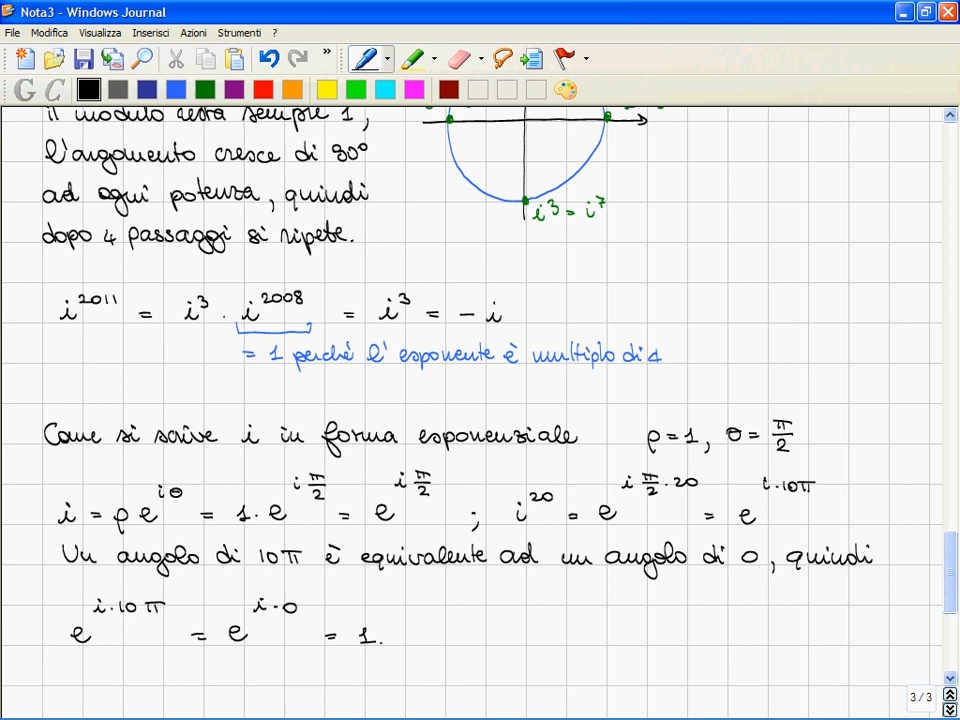 Nota3 - Windows Journal
File Modifica Visualizza Inserisci Azioni Strumenti ?
G C
il modulo resta sempre 1,
l'argomento cresce di 90°
ad ogni potenza, quindi
dopo 4 passaggi si ripete.
i³ = i⁷
i²⁰¹¹ = i³ · i²⁰⁰⁸ = i³ = - i
= 1 perché l'esponente è multiplo di 4
Come si scrive i in forma esponenziale ρ = 1, θ = π/2
i = ρ e^(iθ) = 1 · e^(i π/2) = e^(i π/2) ; i²⁰ = e^(i π/2 · 20) = e^(i · 10π)
Un angolo di 10π è equivalente ad un angolo di 0, quindi
e^(i · 10π) = e^(i · 0) = 1.
3 / 3